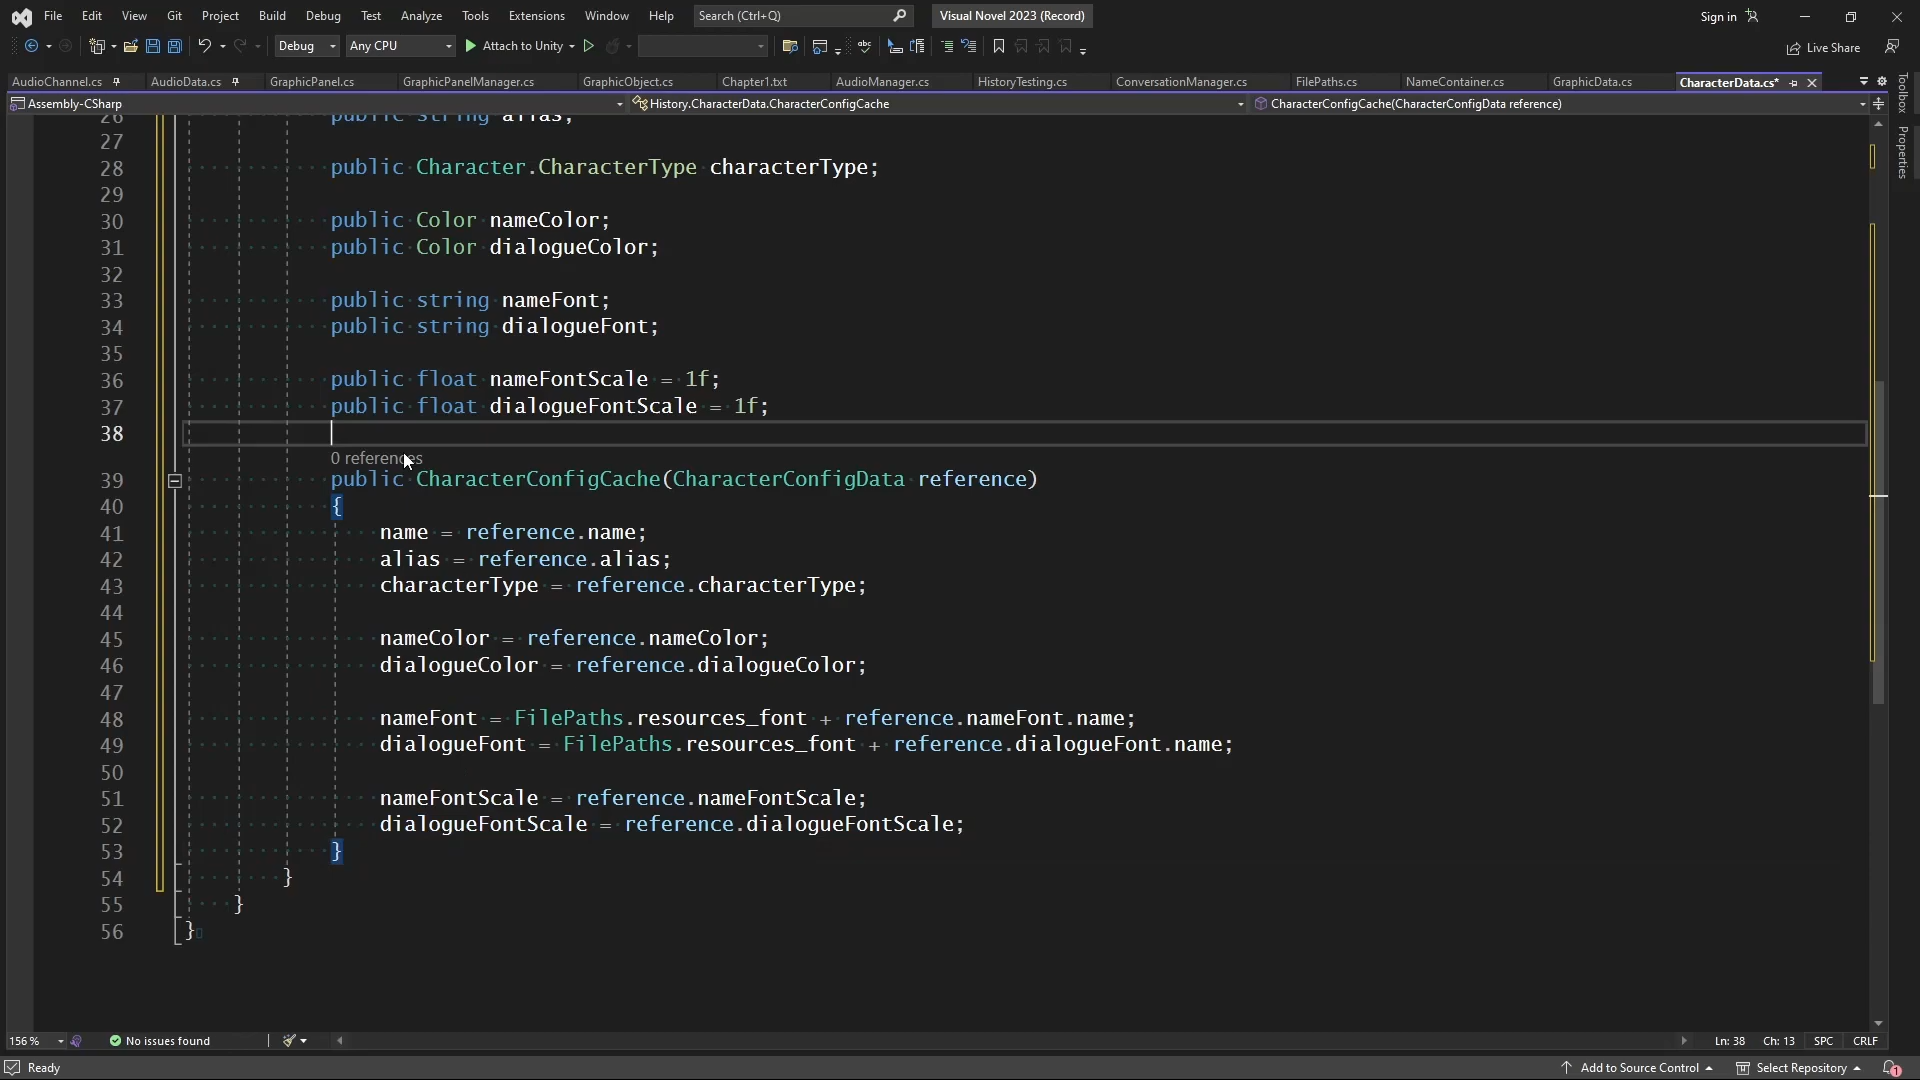 File Edit View Git Project Build Debug Test Analyze Tools Extensions Window Help Search (Ctrl+Q) Visual Novel 2023 (Record) Sign in
Debug Any CPU Attach to Unity Live Share
AudioChannel.cs AudioData.cs GraphicPanel.cs GraphicPanelManager.cs GraphicObject.cs Chapter1.txt AudioManager.cs HistoryTesting.cs ConversationManager.cs FilePaths.cs NameContainer.cs GraphicData.cs CharacterData.cs*
Assembly-CSharp History.CharacterData.CharacterConfigCache CharacterConfigCache(CharacterConfigData reference)
Toolbox
Properties
26 public string alias;
27
28 public Character.CharacterType characterType;
29
30 public Color nameColor;
31 public Color dialogueColor;
32
33 public string nameFont;
34 public string dialogueFont;
35
36 public float nameFontScale = 1f;
37 public float dialogueFontScale = 1f;
38
0 references
39 public CharacterConfigCache(CharacterConfigData reference)
40 {
41 name = reference.name;
42 alias = reference.alias;
43 characterType = reference.characterType;
44
45 nameColor = reference.nameColor;
46 dialogueColor = reference.dialogueColor;
47
48 nameFont = FilePaths.resources_font + reference.nameFont.name;
49 dialogueFont = FilePaths.resources_font + reference.dialogueFont.name;
50
51 nameFontScale = reference.nameFontScale;
52 dialogueFontScale = reference.dialogueFontScale;
53 }
54 }
55 }
56 }
156 % No issues found Ln: 38 Ch: 13 SPC CRLF
Ready Add to Source Control Select Repository 1